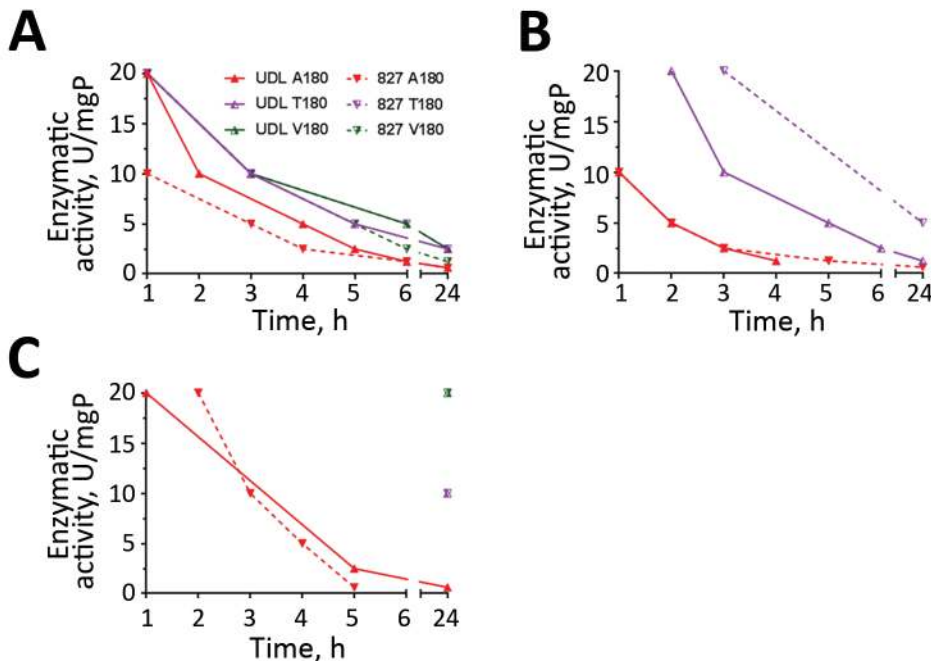 A
Enzymatic
activity, U/mgP
20
15
10
5
0
UDL A180
UDL T180
UDL V180
827 A180
827 T180
827 V180
1 2 3 4 5 6 24
Time, h
B
Enzymatic
activity, U/mgP
20
15
10
5
0
1 2 3 4 5 6 24
Time, h
C
Enzymatic
activity, U/mgP
20
15
10
5
0
1 2 3 4 5 6 24
Time, h